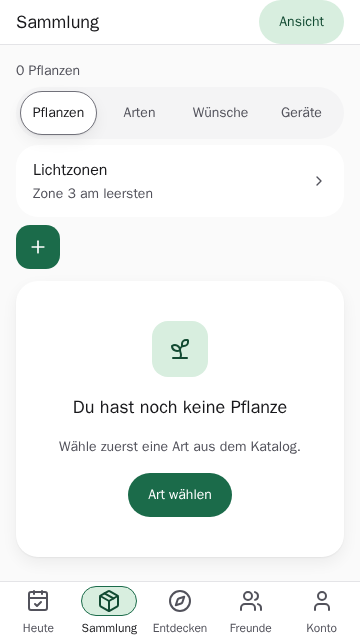 Sammlung
Ansicht
0 Pflanzen
Pflanzen
Arten
Wünsche
Geräte
Lichtzonen
Zone 3 am leersten
Du hast noch keine Pflanze
Wähle zuerst eine Art aus dem Katalog.
Art wählen
Heute
Sammlung
Entdecken
Freunde
Konto